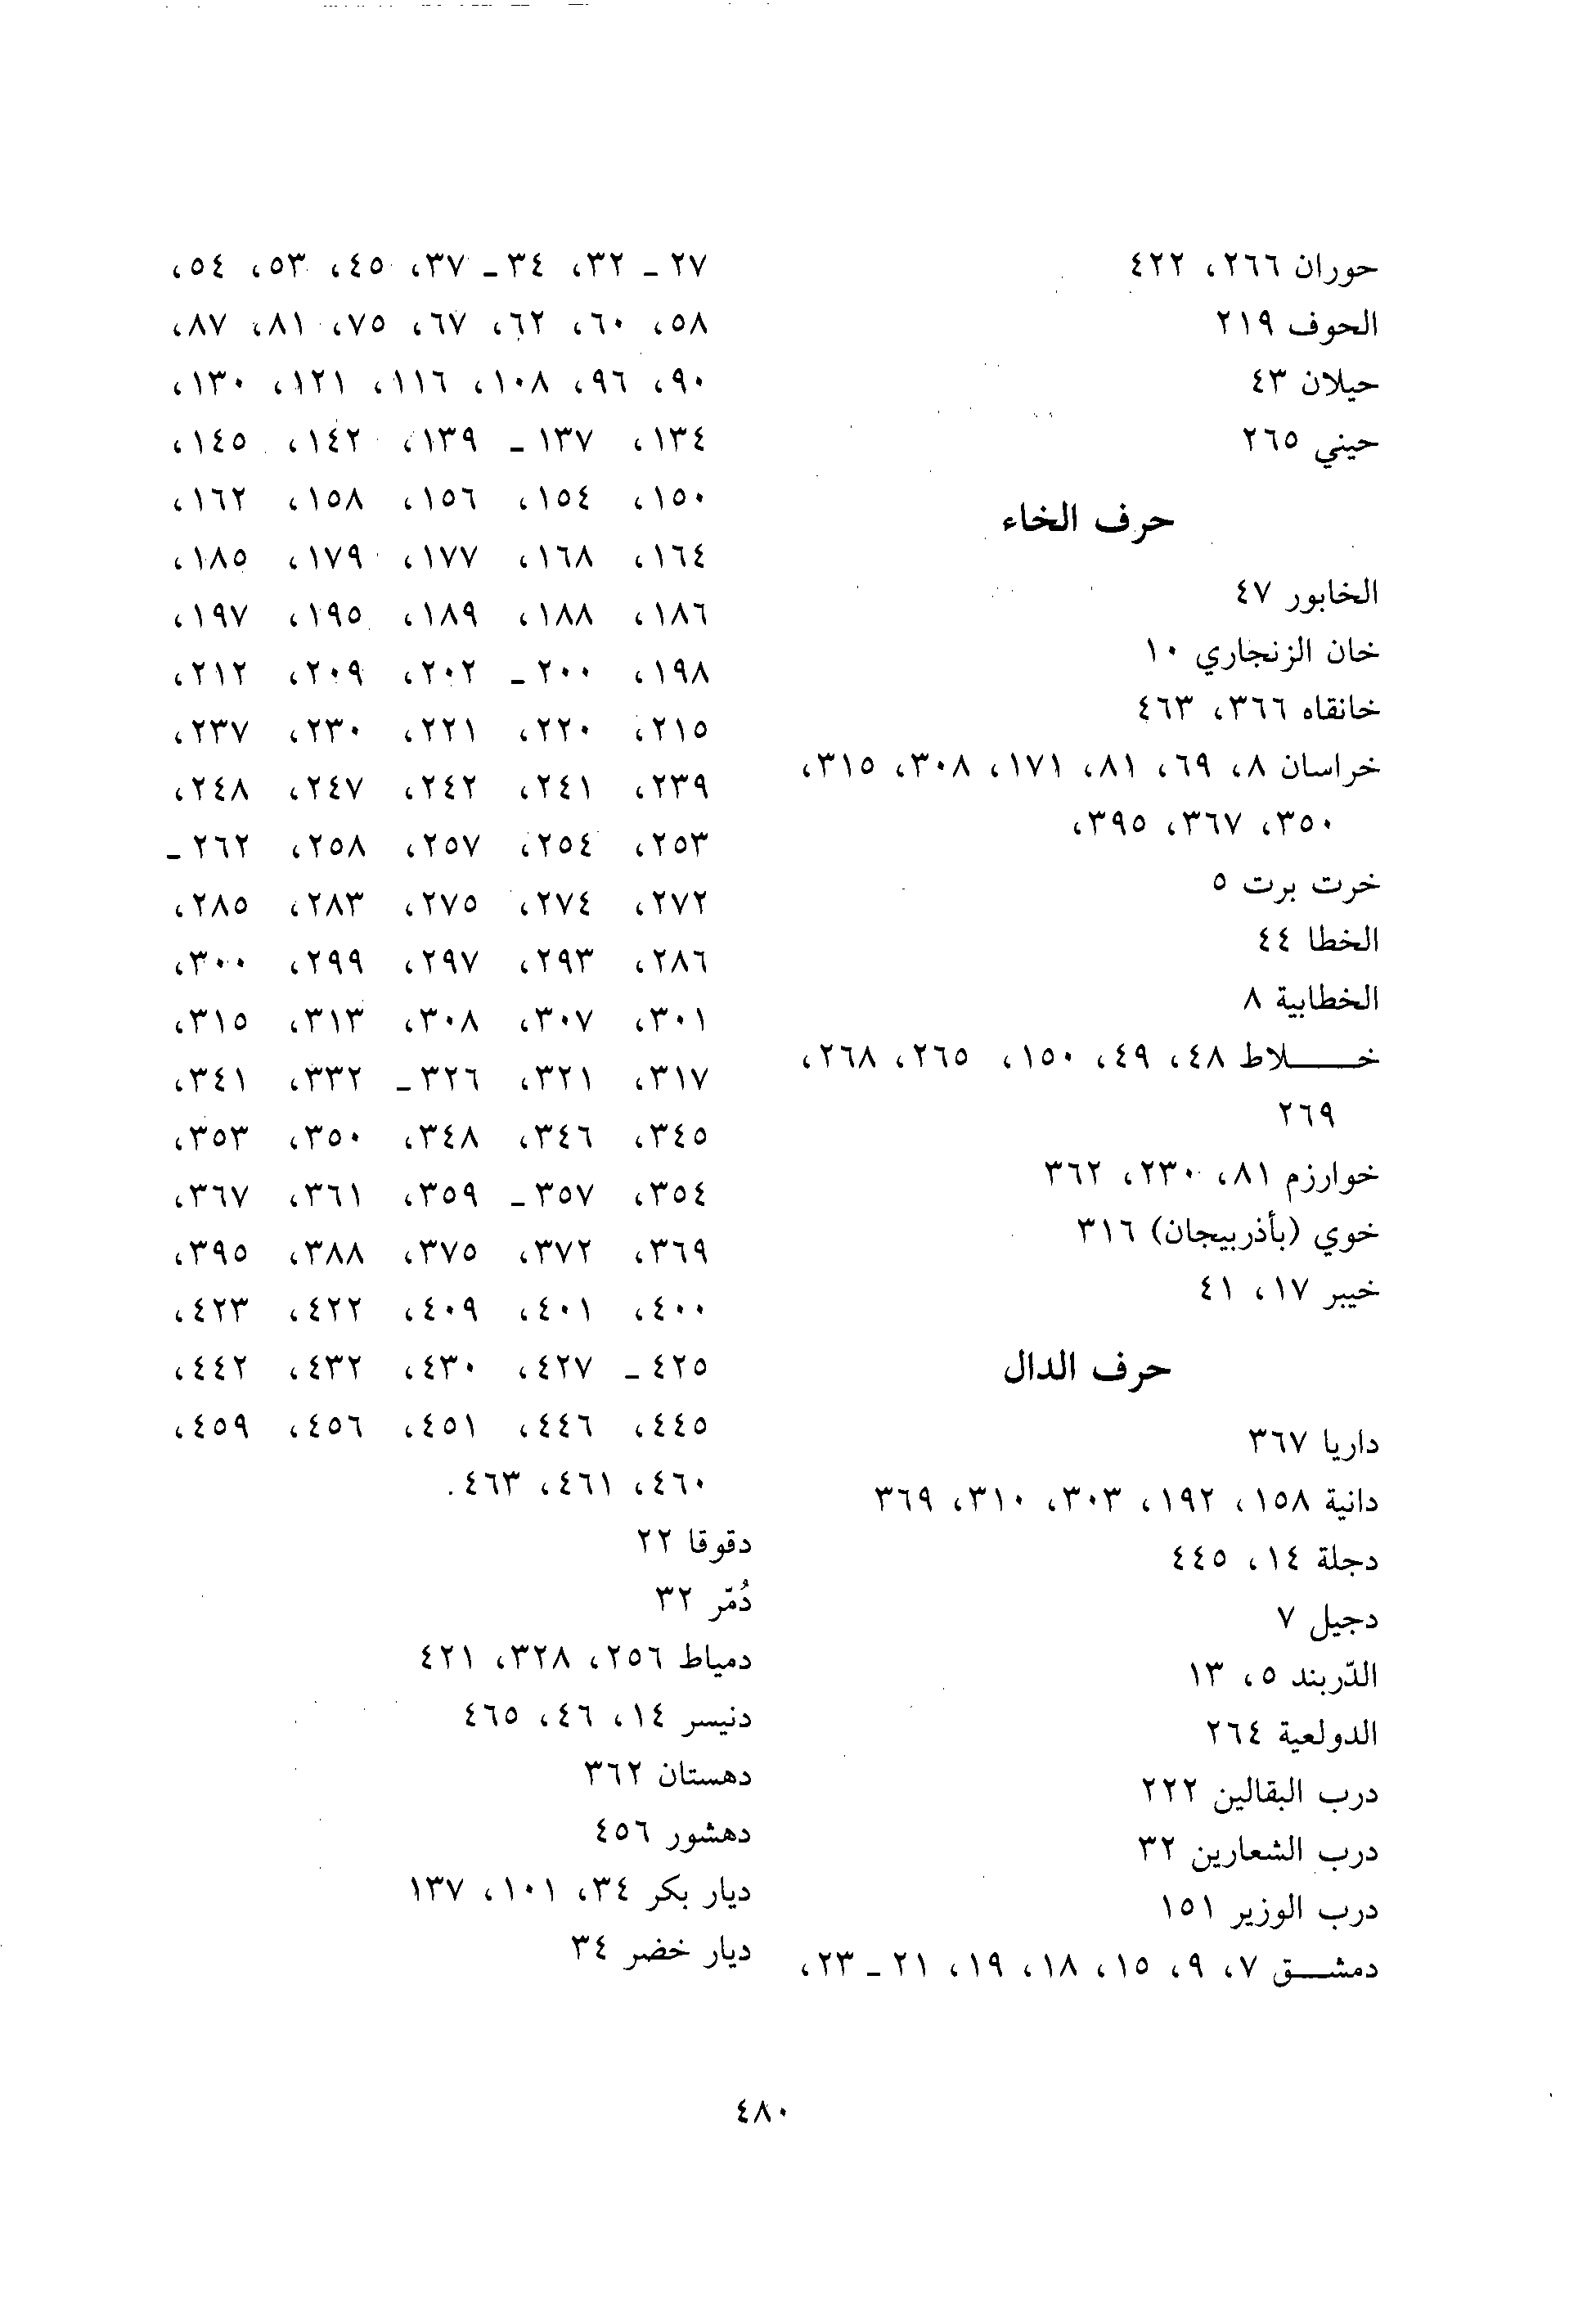 حوران ٢٦٦، ٤٢٢
الحوف ٢١٩
حيلان ٤٣
حيني ٢٦٥
حرف الخاء
الخابور ٤٧
خان الزنجاري ١٠
خانقاه ٣٦٦، ٤٦٣
خراسان ٨، ٦٩، ٨١، ١٧١، ٣٠٨، ٣١٥،
٣٥٠، ٣٦٧، ٣٩٥،
خرت برت ٥
الخطا ٤٤
الخطابية ٨
خـــــلاط ٤٨، ٤٩، ١٥٠، ٢٦٥، ٢٦٨،
٢٦٩
خوارزم ٨١، ٢٣٠، ٣٦٢
خوي (بأذربيجان) ٣١٦
خيبر ١٧، ٤١
حرف الدال
داريا ٣٦٧
دانية ١٥٨، ١٩٢، ٣٠٣، ٣١٠، ٣٦٩
دجلة ١٤، ٤٤٥
دجيل ٧
الدّربند ٥، ١٣
الدولعية ٢٦٤
درب البقالين ٢٢٢
درب الشعارين ٣٢
درب الوزير ١٥١
دمشـــق ٧، ٩، ١٥، ١٨، ١٩، ٢١ ـ ٢٣،
٢٧ ـ ٣٢، ٣٤ ـ ٣٧، ٤٥، ٥٣، ٥٤،
٥٨، ٦٠، ٦٢، ٦٧، ٧٥، ٨١، ٨٧،
٩٠، ٩٦، ١٠٨، ١١٦، ١٢١، ١٣٠،
١٣٤، ١٣٧ ـ ١٣٩، ١٤٢، ١٤٥،
١٥٠، ١٥٤، ١٥٦، ١٥٨، ١٦٢،
١٦٤، ١٦٨، ١٧٧، ١٧٩، ١٨٥،
١٨٦، ١٨٨، ١٨٩، ١٩٥، ١٩٧،
١٩٨، ٢٠٠ ـ ٢٠٢، ٢٠٩، ٢١٢،
٢١٥، ٢٢٠، ٢٢١، ٢٣٠، ٢٣٧،
٢٣٩، ٢٤١، ٢٤٢، ٢٤٧، ٢٤٨،
٢٥٣، ٢٥٤، ٢٥٧، ٢٥٨، ٢٦٢ ـ
٢٧٢، ٢٧٤، ٢٧٥، ٢٨٣، ٢٨٥،
٢٨٦، ٢٩٣، ٢٩٧، ٢٩٩، ٣٠٠،
٣٠١، ٣٠٧، ٣٠٨، ٣١٣، ٣١٥،
٣١٧، ٣٢١، ٣٢٦ ـ ٣٣٢، ٣٤١،
٣٤٥، ٣٤٦، ٣٤٨، ٣٥٠، ٣٥٣،
٣٥٤، ٣٥٧ ـ ٣٥٩، ٣٦١، ٣٦٧،
٣٦٩، ٣٧٢، ٣٧٥، ٣٨٨، ٣٩٥،
٤٠٠، ٤٠١، ٤٠٩، ٤٢٢، ٤٢٣،
٤٢٥ ـ ٤٢٧، ٤٣٠، ٤٣٢، ٤٤٢،
٤٤٥، ٤٤٦، ٤٥١، ٤٥٦، ٤٥٩،
٤٦٠، ٤٦١، ٤٦٣.
دقوقا ٢٢
دُمّر ٣٢
دمياط ٢٥٦، ٣٢٨، ٤٢١
دنيسر ١٤، ٤٦، ٤٦٥
دهستان ٣٦٢
دهشور ٤٥٦
ديار بكر ٣٤، ١٠١، ١٣٧
ديار خضر ٣٤
٤٨٠